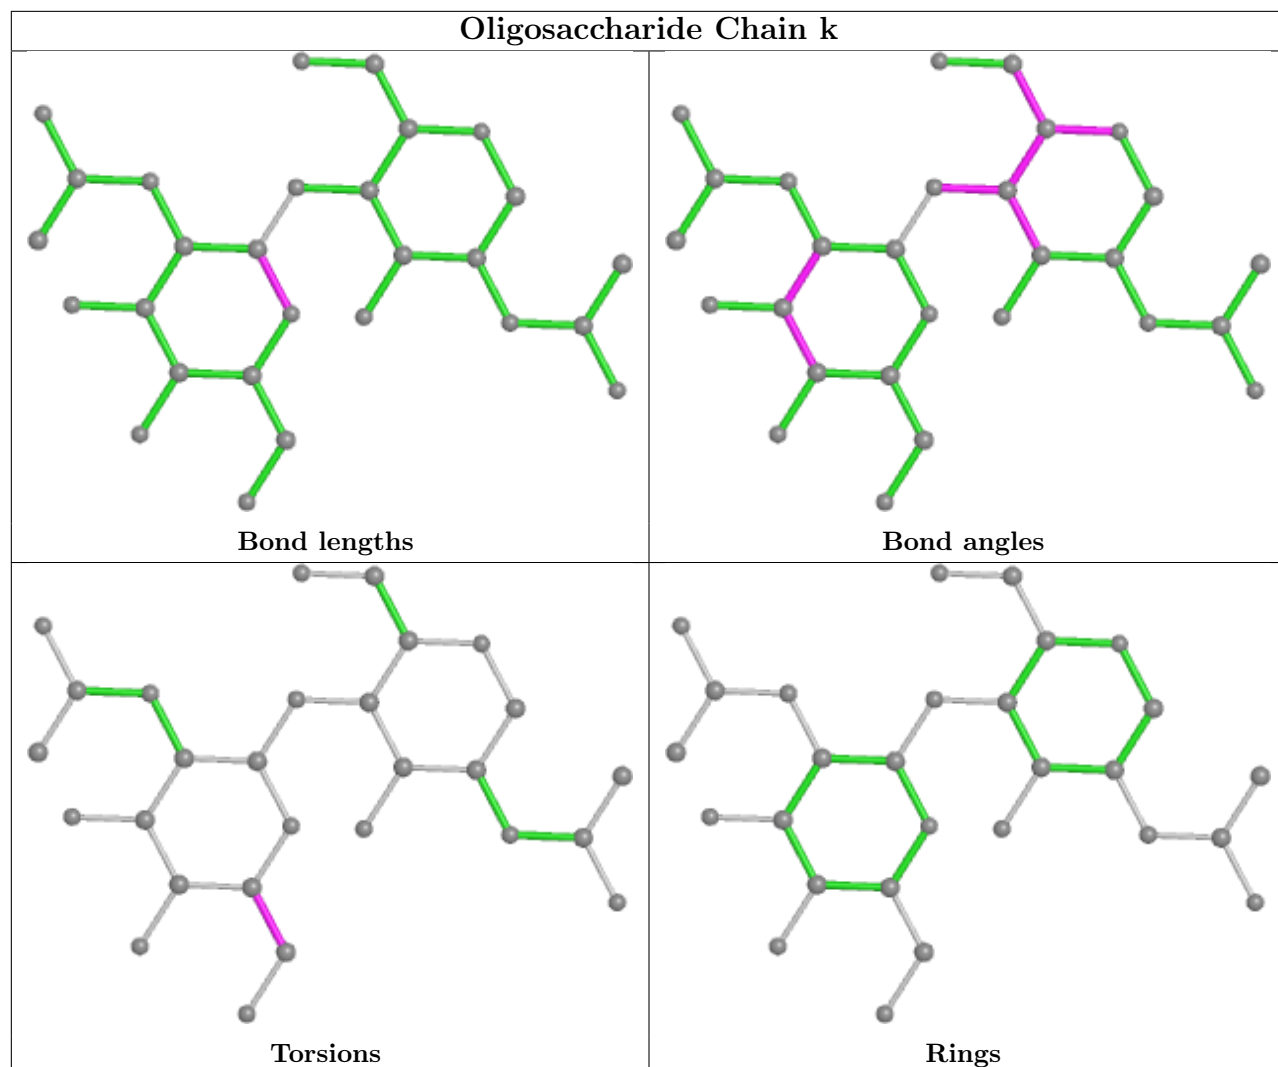 Oligosaccharide Chain k
Bond lengths
Bond angles
Torsions
Rings